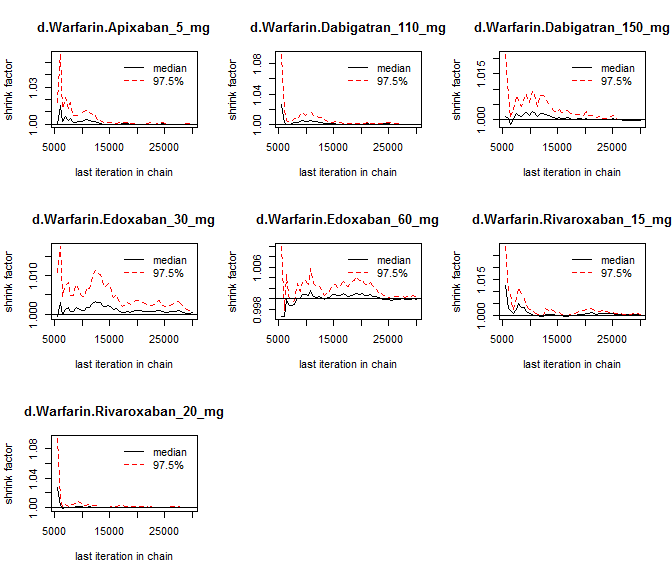 d.Warfarin.Apixaban_5_mg
shrink factor
1.00
1.03
median
97.5%
5000
15000
25000
last iteration in chain
d.Warfarin.Dabigatran_110_mg
shrink factor
1.00
1.04
1.08
median
97.5%
5000
15000
25000
last iteration in chain
d.Warfarin.Dabigatran_150_mg
shrink factor
1.000
1.015
median
97.5%
5000
15000
25000
last iteration in chain
d.Warfarin.Edoxaban_30_mg
shrink factor
1.000
1.010
median
97.5%
5000
15000
25000
last iteration in chain
d.Warfarin.Edoxaban_60_mg
shrink factor
0.998
1.006
median
97.5%
5000
15000
25000
last iteration in chain
d.Warfarin.Rivaroxaban_15_mg
shrink factor
1.000
1.015
median
97.5%
5000
15000
25000
last iteration in chain
d.Warfarin.Rivaroxaban_20_mg
shrink factor
1.00
1.04
1.08
median
97.5%
5000
15000
25000
last iteration in chain